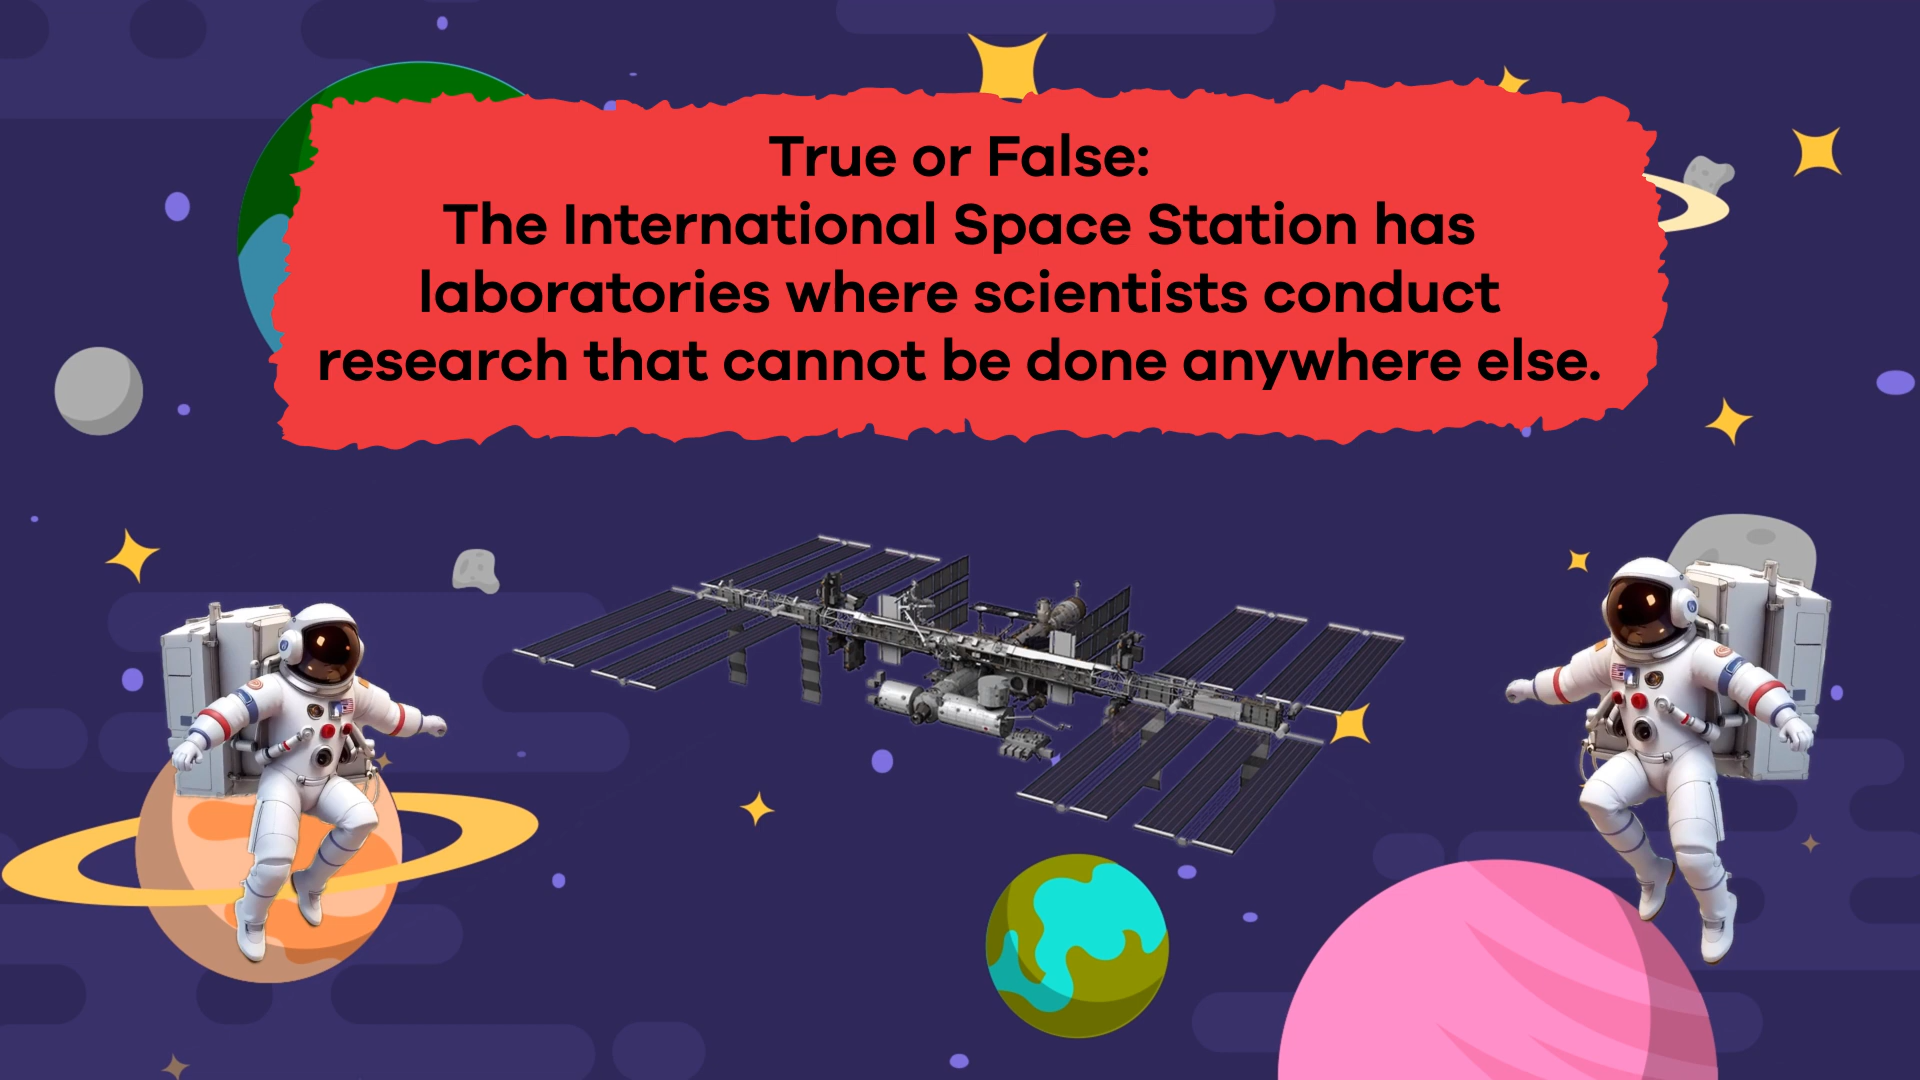 True or False:
The International Space Station has
laboratories where scientists conduct
research that cannot be done anywhere else.